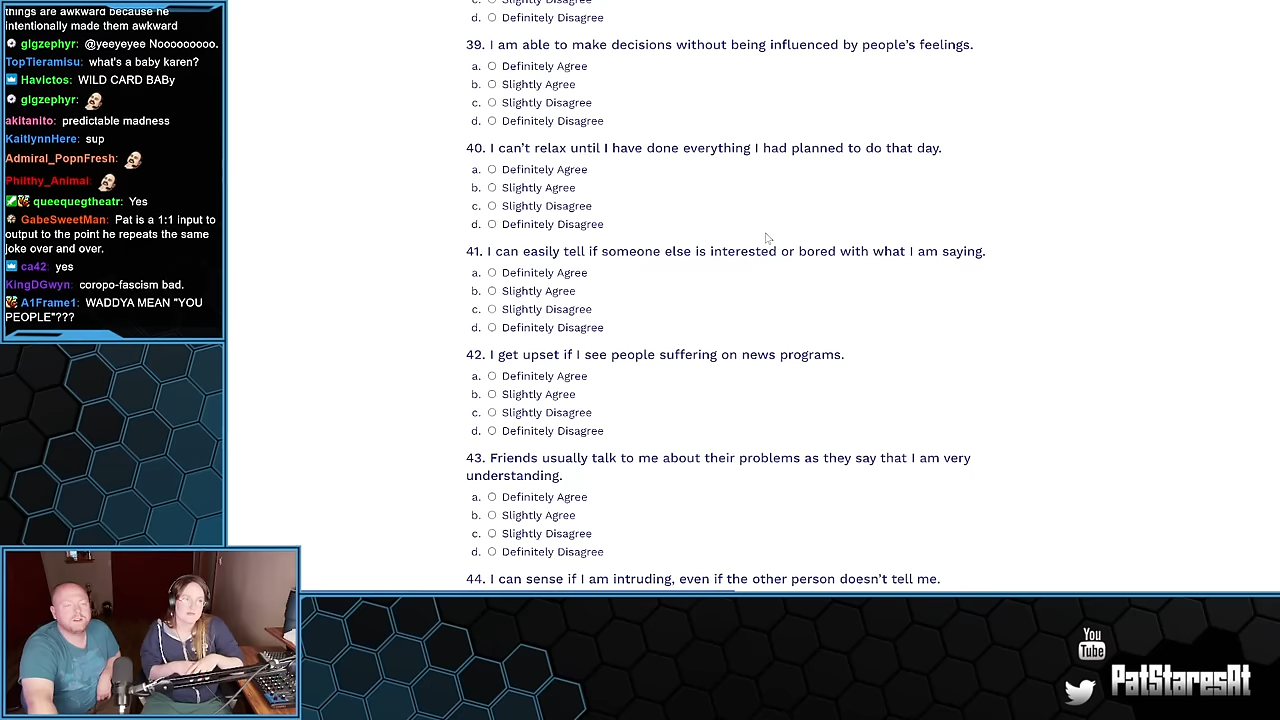 things are awkward because he
intentionally made them awkward
glgzephyr: @yeeyeyee Nooooooooo.
TopTieramisu: what's a baby karen?
Havictos: WILD CARD BABy
glgzephyr:
akitanito: predictable madness
KaitlynnHere: sup
Admiral_PopnFresh:
Philthy_Animal:
queequegtheatr: Yes
GabeSweetMan: Pat is a 1:1 input to
output to the point he repeats the same
joke over and over.
ca42: yes
KingDGwyn: coropo-fascism bad.
A1Frame1: WADDYA MEAN "YOU
PEOPLE"???
d. Definitely Disagree
39. I am able to make decisions without being influenced by people's feelings.
a. Definitely Agree
b. Slightly Agree
c. Slightly Disagree
d. Definitely Disagree
40. I can't relax until I have done everything I had planned to do that day.
a. Definitely Agree
b. Slightly Agree
c. Slightly Disagree
d. Definitely Disagree
41. I can easily tell if someone else is interested or bored with what I am saying.
a. Definitely Agree
b. Slightly Agree
c. Slightly Disagree
d. Definitely Disagree
42. I get upset if I see people suffering on news programs.
a. Definitely Agree
b. Slightly Agree
c. Slightly Disagree
d. Definitely Disagree
43. Friends usually talk to me about their problems as they say that I am very
understanding.
a. Definitely Agree
b. Slightly Agree
c. Slightly Disagree
d. Definitely Disagree
44. I can sense if I am intruding, even if the other person doesn't tell me.
You
Tube
PatStaresAt